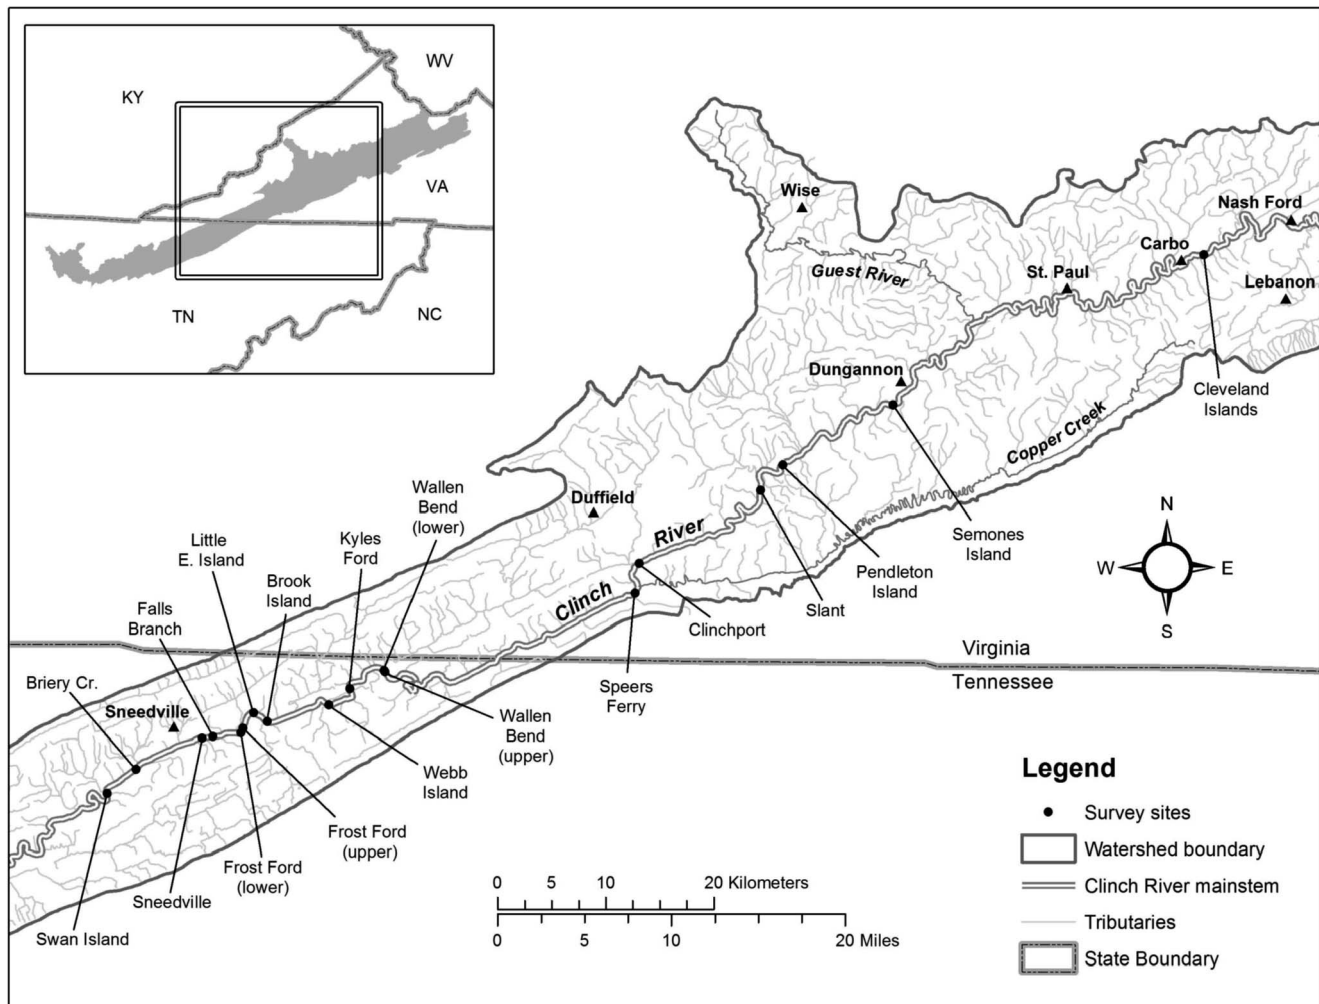 KY
WV
VA
TN
NC
Wise
Nash Ford
Carbo
Guest River
St. Paul
Lebanon
Dungannon
Cleveland
Islands
Copper Creek
Wallen
Bend
(lower)
Duffield
Little
E. Island
Kyles
Ford
River
Semones
Island
N
W
E
S
Brook
Island
Pendleton
Island
Falls
Branch
Clinch
Slant
Clinchport
Virginia
Tennessee
Briery Cr.
Sneedville
Speers
Ferry
Wallen
Bend
(upper)
Webb
Island
Frost Ford
(upper)
Frost Ford
(lower)
Sneedville
Swan Island
0 5 10 20 Kilometers
0 5 10 20 Miles
Legend
Survey sites
Watershed boundary
Clinch River mainstem
Tributaries
State Boundary